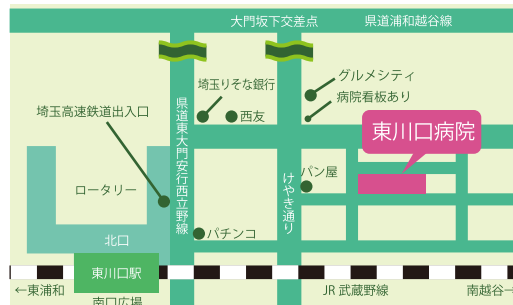 大門坂下交差点
県道浦和越谷線
グルメシティ
埼玉りそな銀行
病院看板あり
西友
埼玉高速鉄道出入口
県道東大門安行西立野線
東川口病院
けやき通り
パン屋
ロータリー
パチンコ
北口
東川口駅
←東浦和
JR 武蔵野線
南越谷→
南口広場